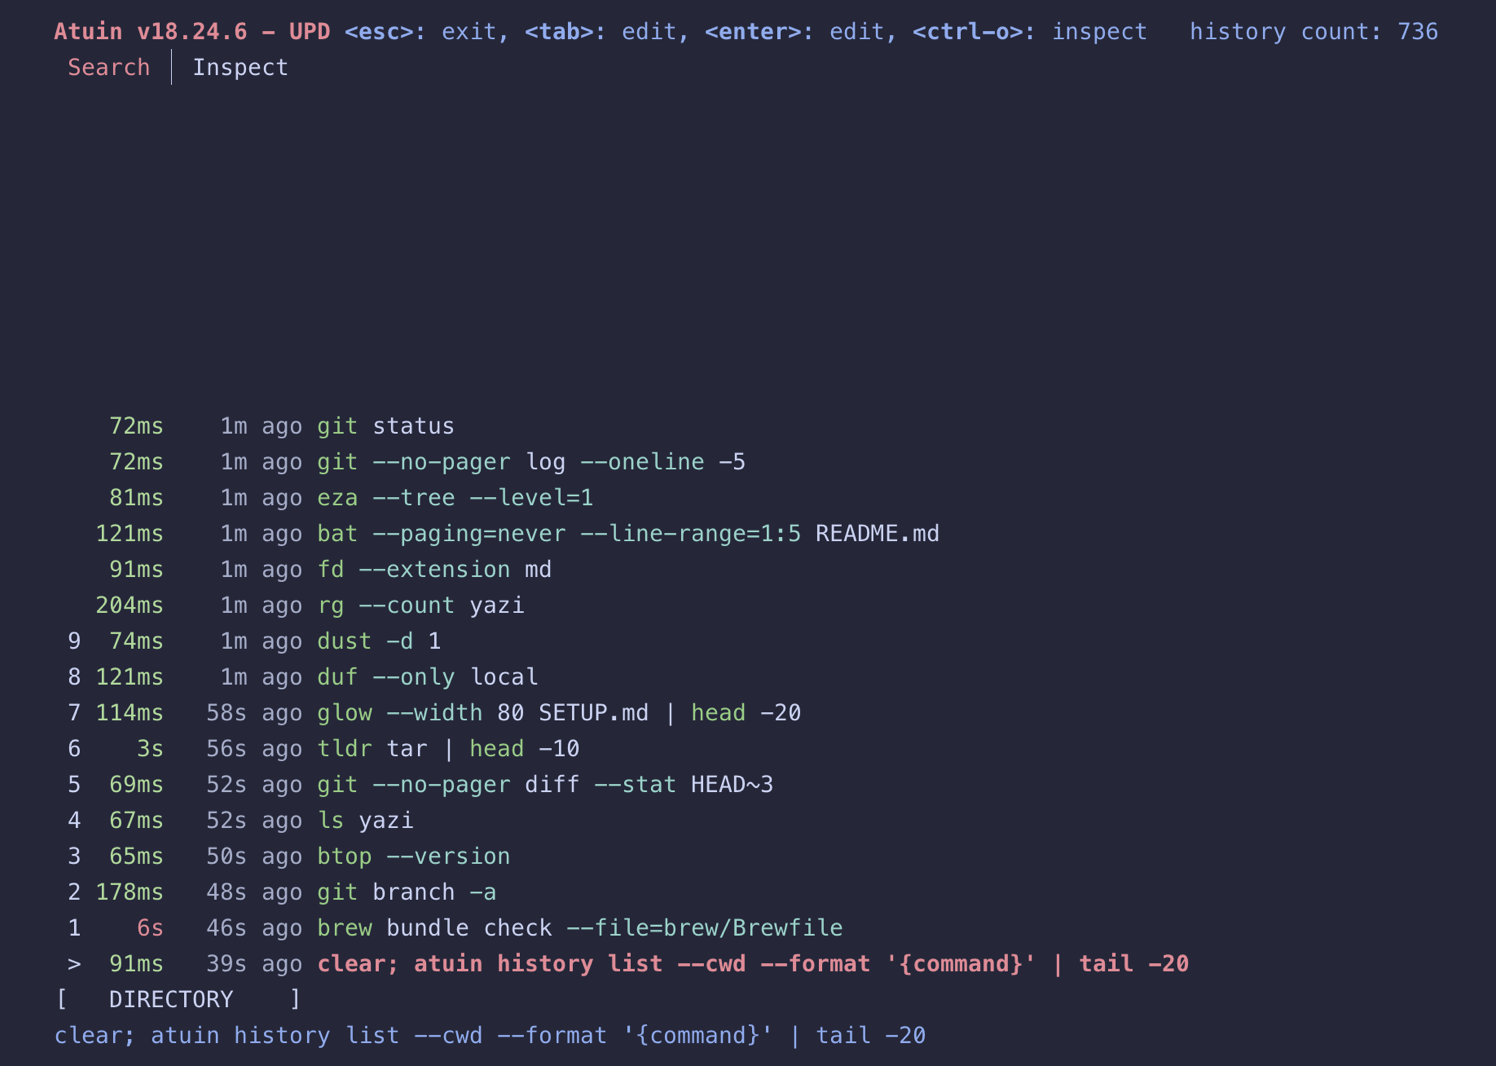 Atuin v18.24.6 - UPD <esc>: exit, <tab>: edit, <enter>: edit, <ctrl-o>: inspect   history count: 736
Search │ Inspect
72ms 1m ago git status
72ms 1m ago git --no-pager log --oneline -5
81ms 1m ago eza --tree --level=1
121ms 1m ago bat --paging=never --line-range=1:5 README.md
91ms 1m ago fd --extension md
204ms 1m ago rg --count yazi
9 74ms 1m ago dust -d 1
8 121ms 1m ago duf --only local
7 114ms 58s ago glow --width 80 SETUP.md | head -20
6 3s 56s ago tldr tar | head -10
5 69ms 52s ago git --no-pager diff --stat HEAD~3
4 67ms 52s ago ls yazi
3 65ms 50s ago btop --version
2 178ms 48s ago git branch -a
1 6s 46s ago brew bundle check --file=brew/Brewfile
> 91ms 39s ago clear; atuin history list --cwd --format '{command}' | tail -20
[ DIRECTORY ]
clear; atuin history list --cwd --format '{command}' | tail -20